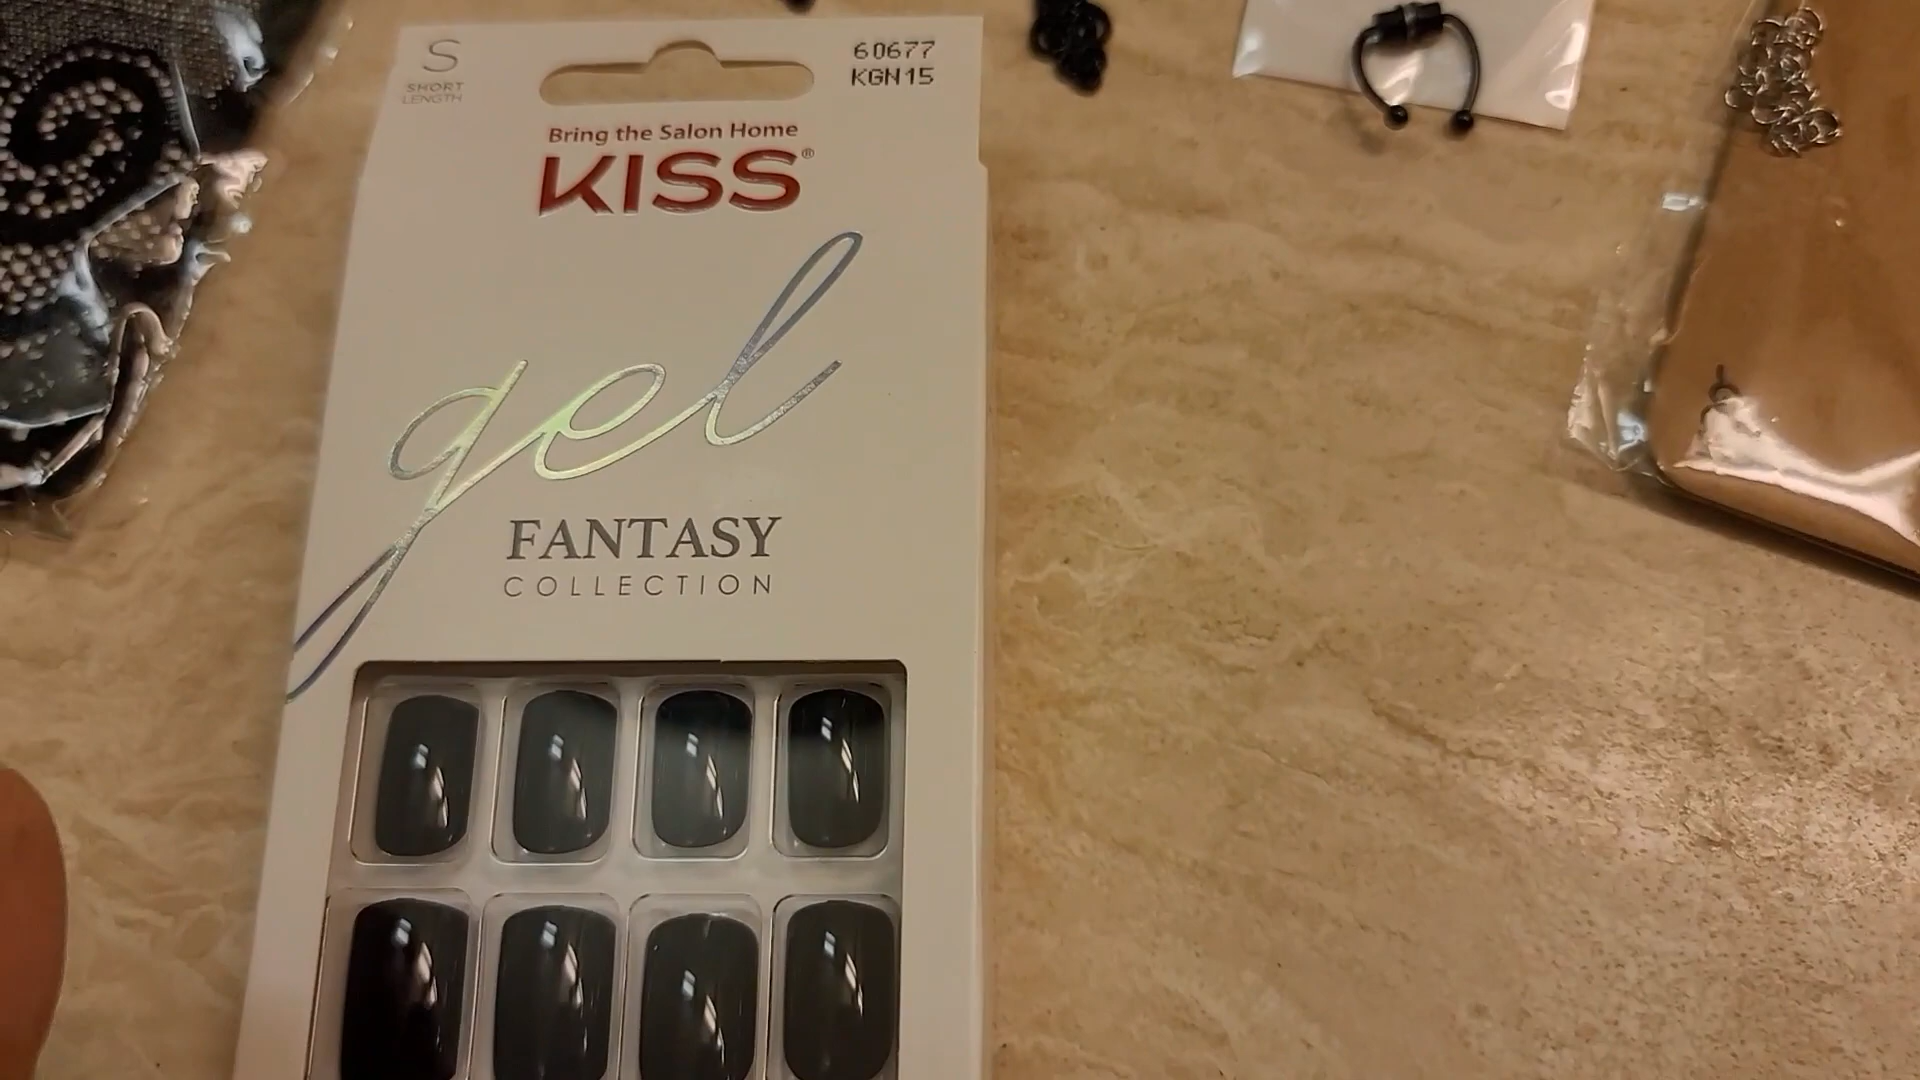 S
SHORT
LENGTH
60677
KGN15
Bring the Salon Home
KISS®
gel
FANTASY
COLLECTION